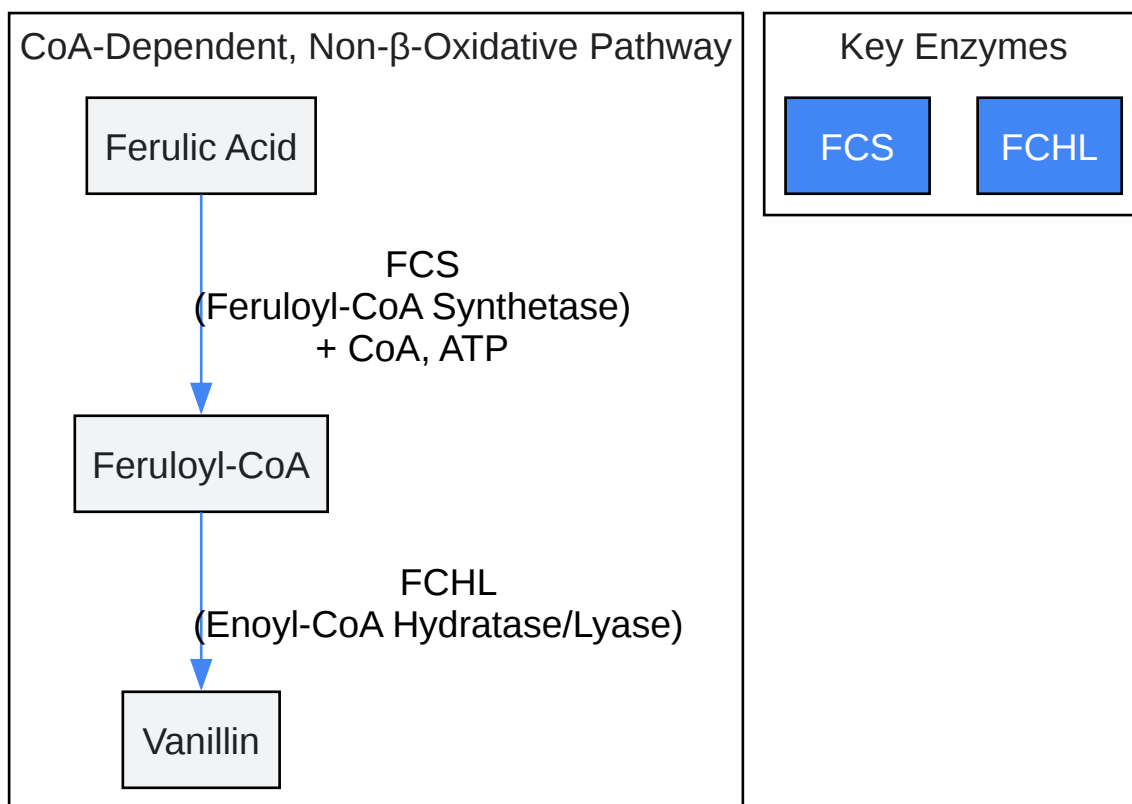 CoA-Dependent, Non-β-Oxidative Pathway
Ferulic Acid
FCS
(Feruloyl-CoA Synthetase)
+ CoA, ATP
Feruloyl-CoA
FCHL
(Enoyl-CoA Hydratase/Lyase)
Vanillin
Key Enzymes
FCS
FCHL